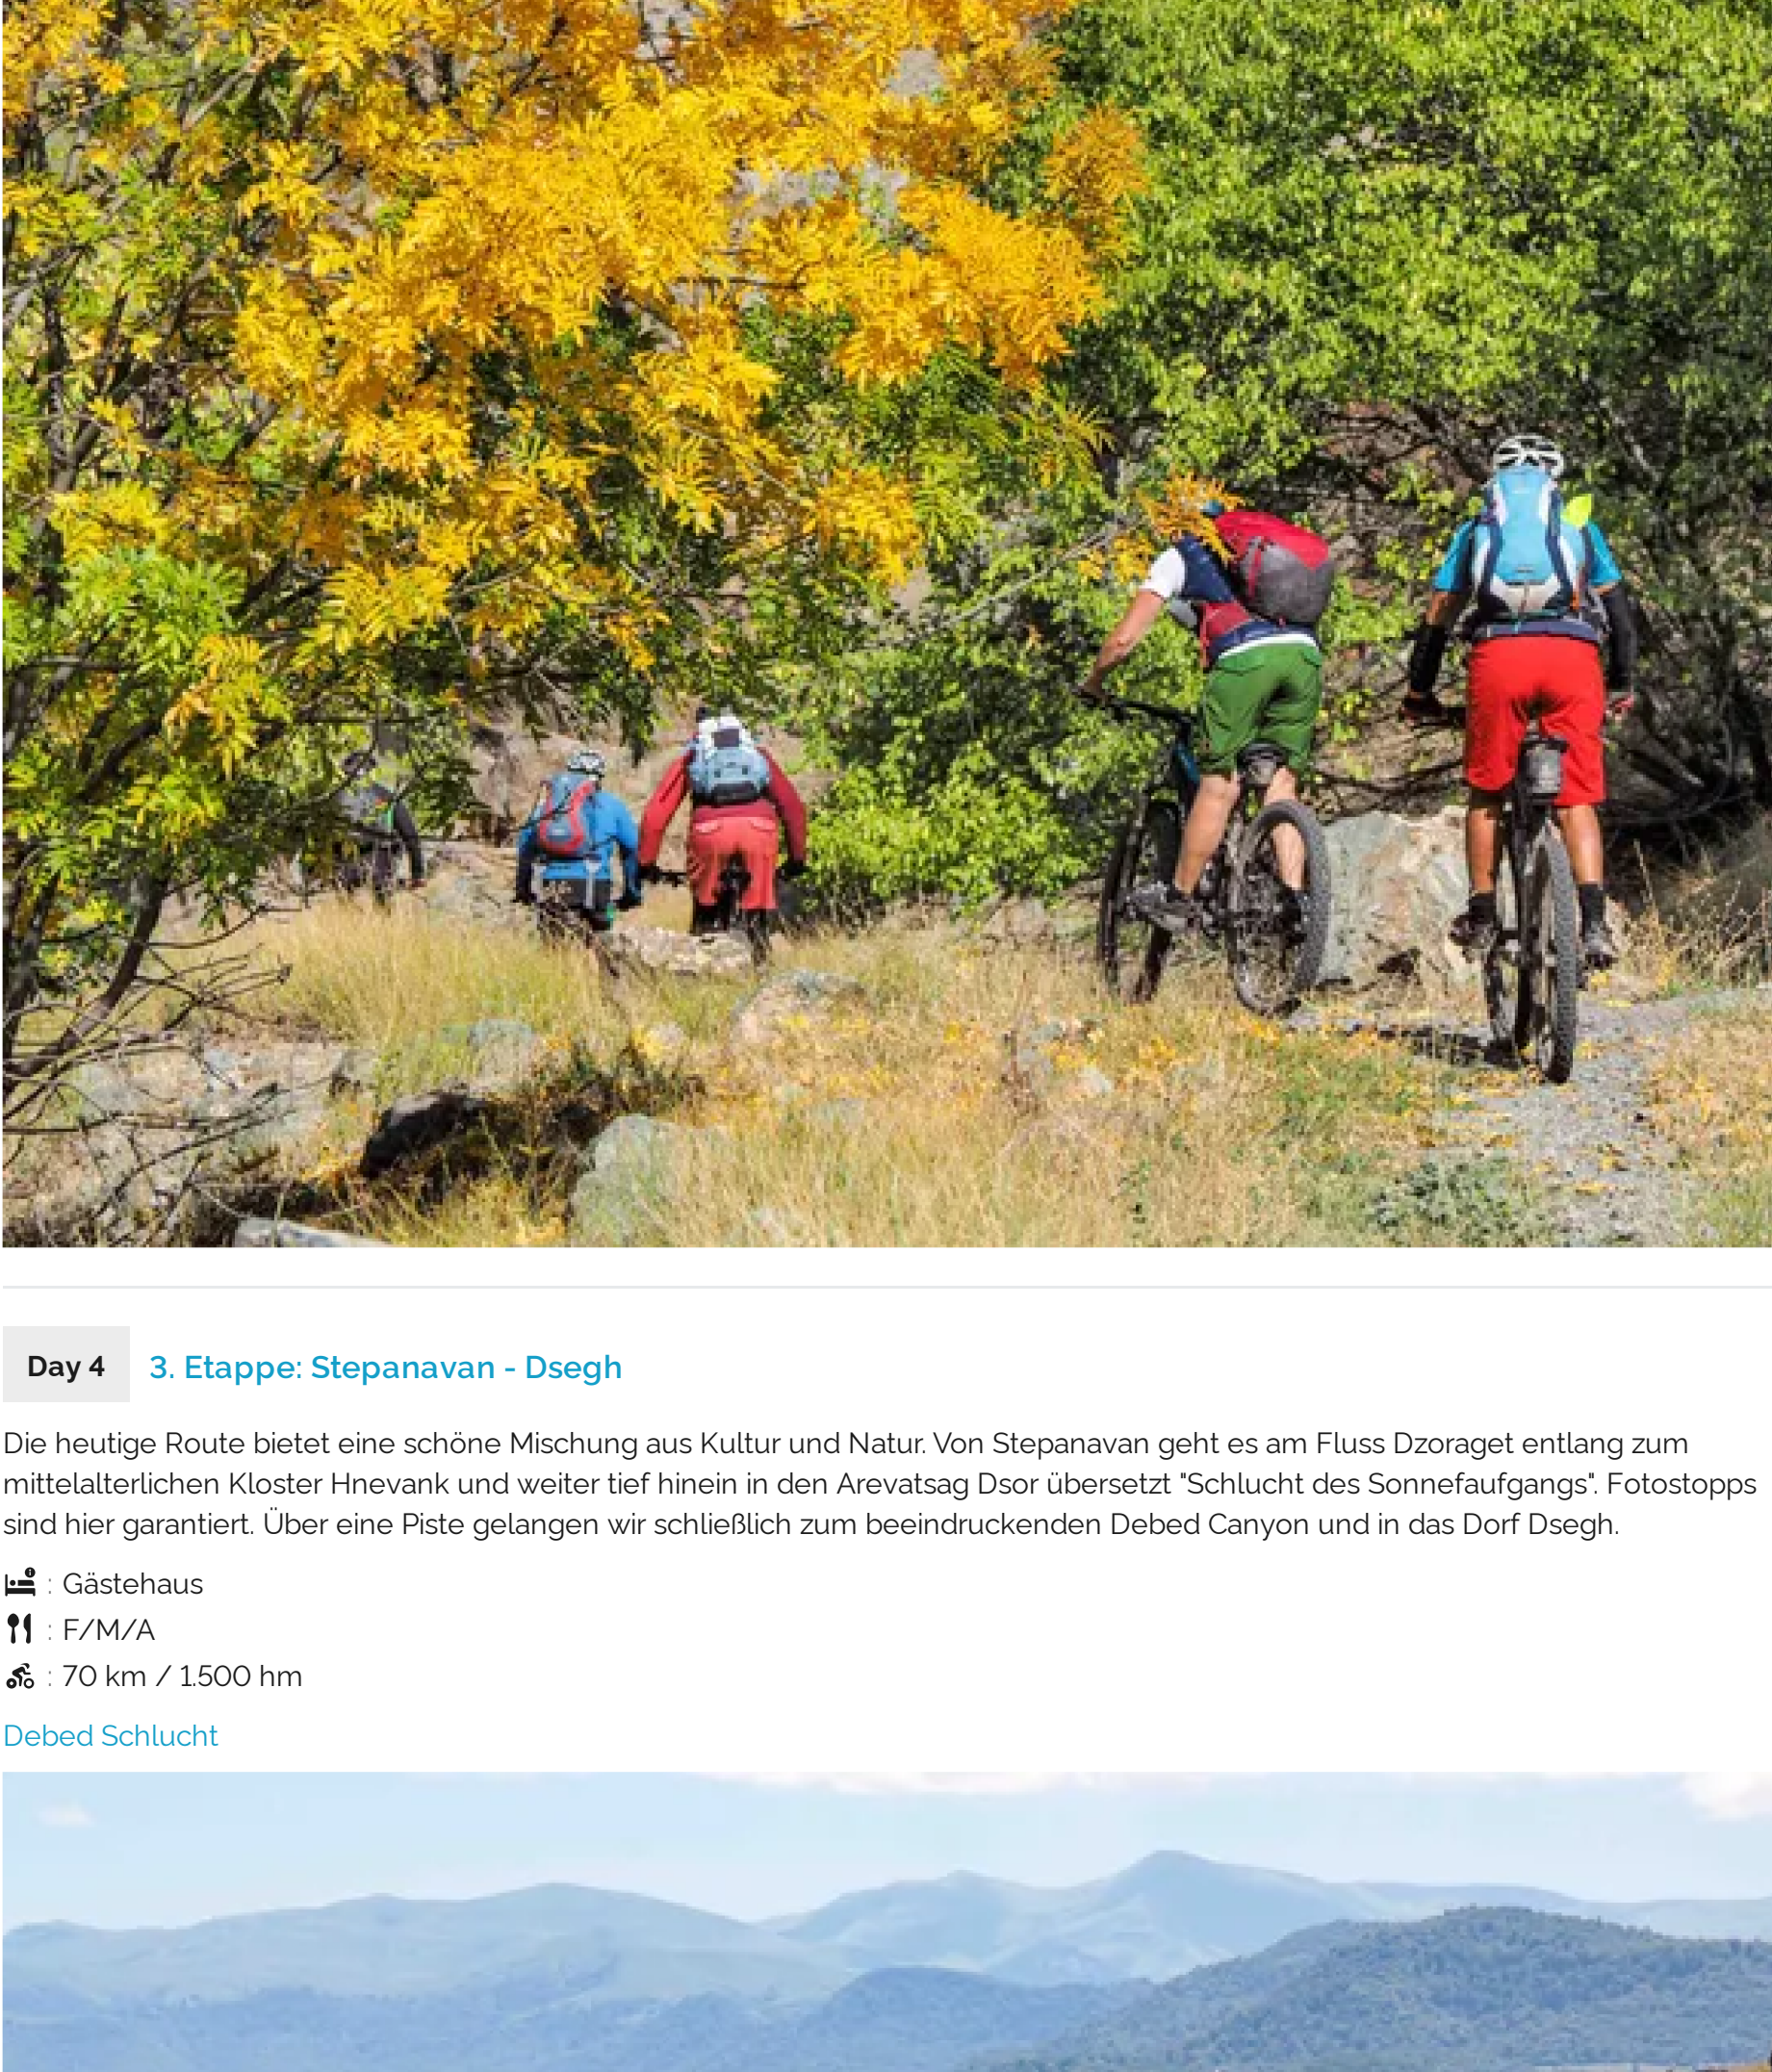 Day 4
3. Etappe: Stepanavan - Dsegh
Die heutige Route bietet eine schöne Mischung aus Kultur und Natur. Von Stepanavan geht es am Fluss Dzoraget entlang zum
mittelalterlichen Kloster Hnevank und weiter tief hinein in den Arevatsag Dsor übersetzt "Schlucht des Sonnefaufgangs". Fotostopps
sind hier garantiert. Über eine Piste gelangen wir schließlich zum beeindruckenden Debed Canyon und in das Dorf Dsegh.
: Gästehaus
: F/M/A
: 70 km / 1.500 hm
Debed Schlucht